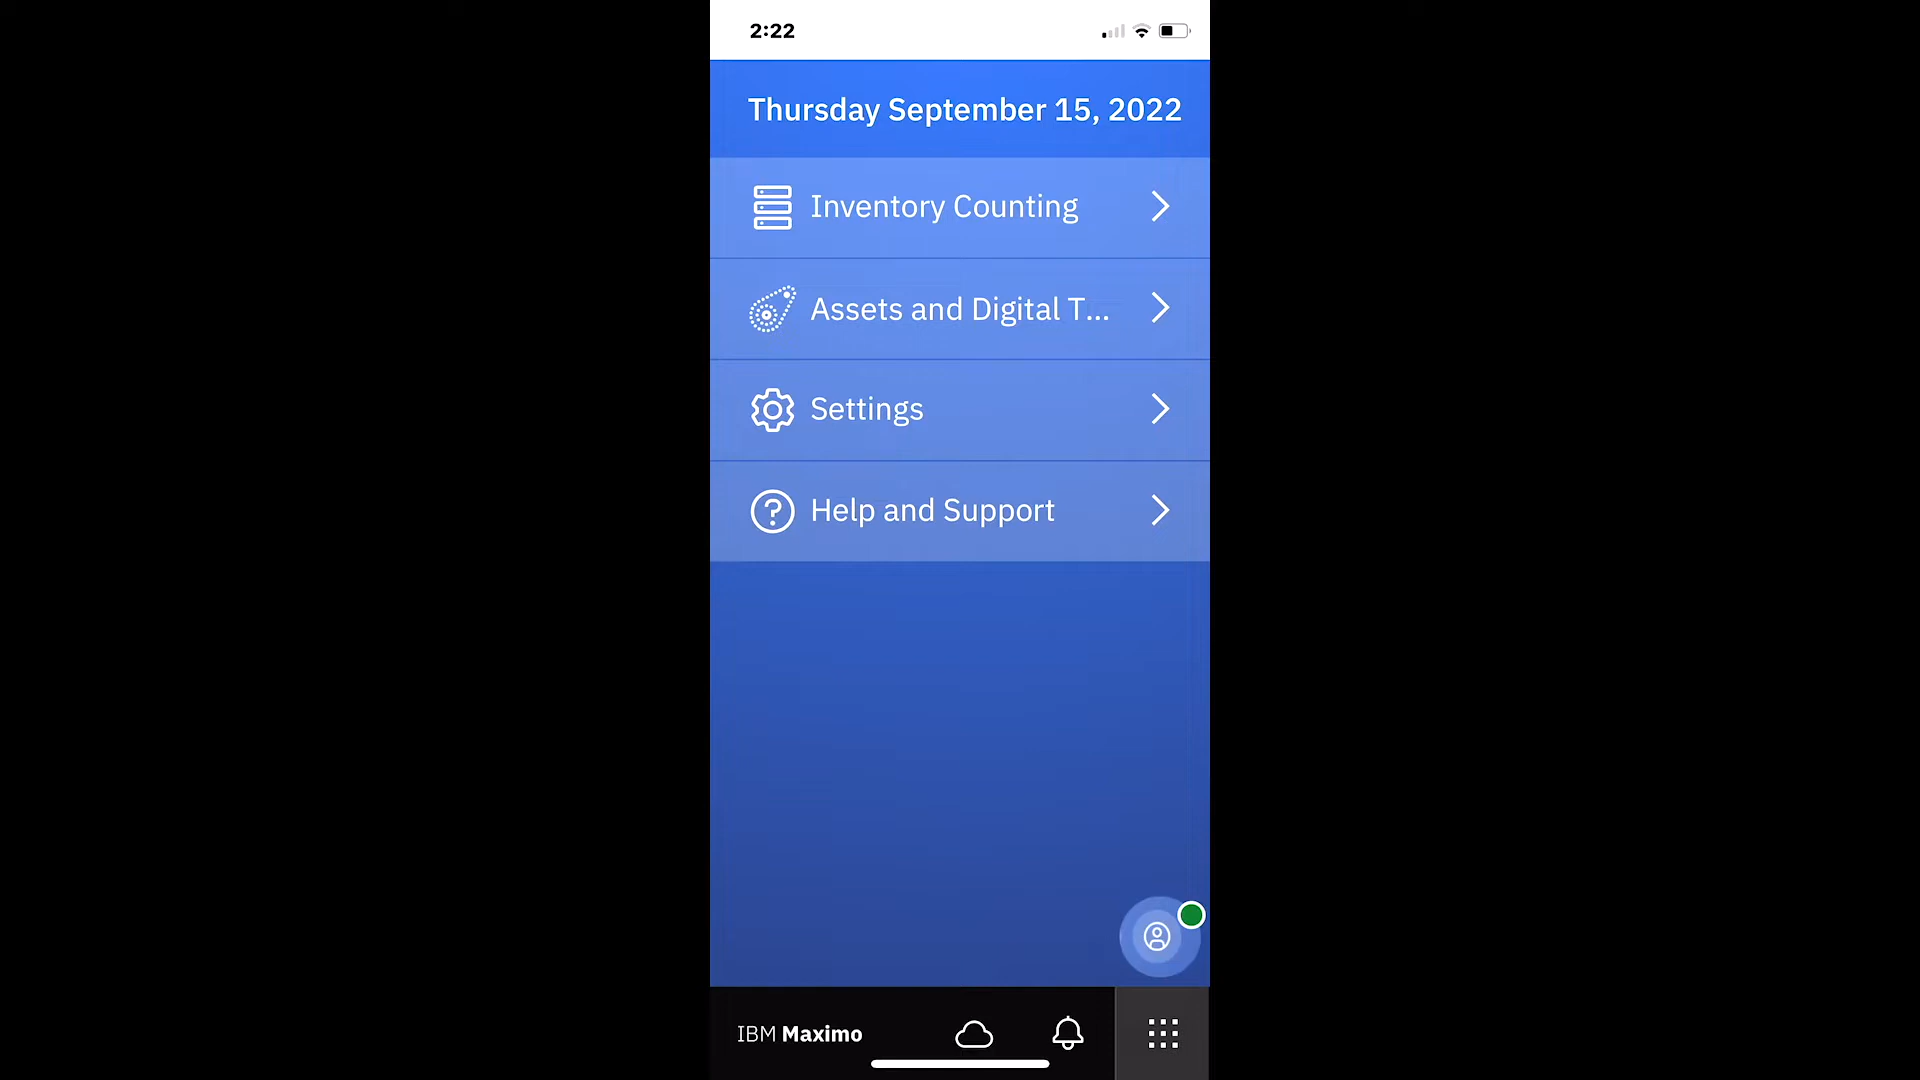 2:22
Thursday September 15, 2022
Inventory Counting
Assets and Digital T...
Settings
Help and Support
IBM Maximo